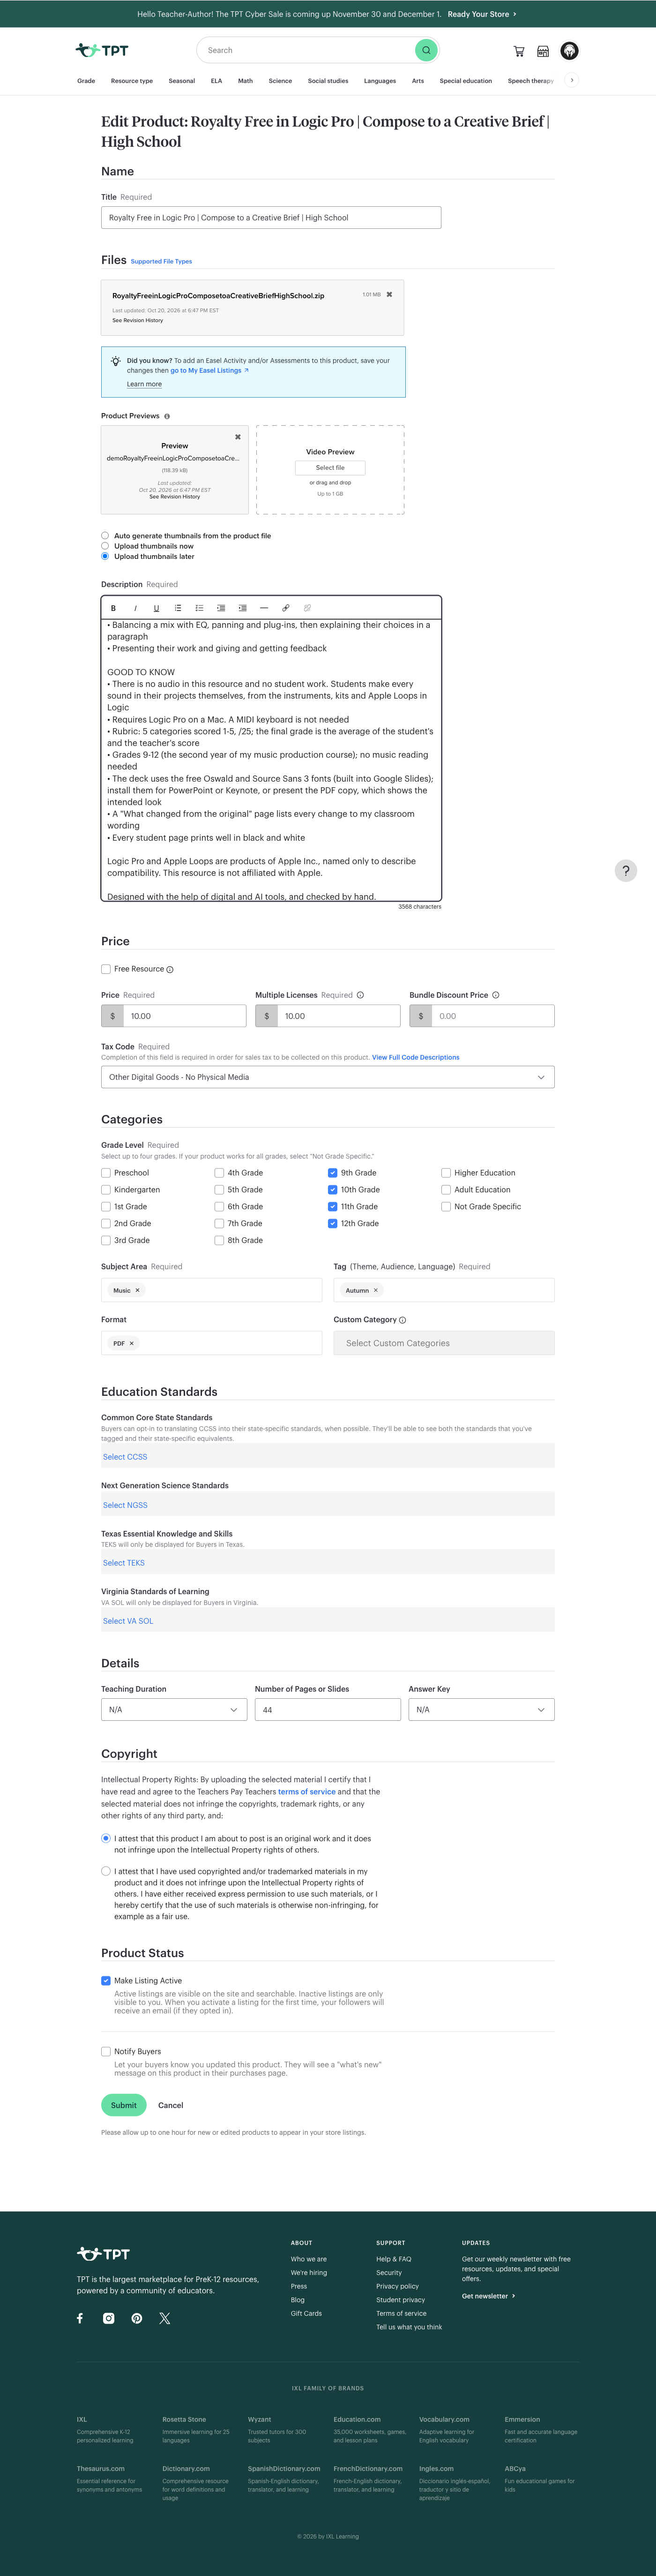 Hello Teacher-Author! The TPT Cyber Sale is coming up November 30 and December 1. Ready Your Store
TPT
Search
Grade Resource type Seasonal ELA Math Science Social studies Languages Arts Special education Speech therapy
Edit Product: Royalty Free in Logic Pro | Compose to a Creative Brief |
High School
Name
Title Required
Royalty Free in Logic Pro | Compose to a Creative Brief | High School
Files Supported File Types
RoyaltyFreeinLogicProComposetoaCreativeBriefHighSchool.zip 1.01 MB
Last updated: Oct 20, 2026 at 6:47 PM EST
See Revision History
Did you know? To add an Easel Activity and/or Assessments to this product, save your
changes then go to My Easel Listings
Learn more
Product Previews
Preview
demoRoyaltyFreeinLogicProComposetoaCre...
(118.39 kB)
Last updated:
Oct 20, 2026 at 6:47 PM EST
See Revision History
Video Preview
Select file
or drag and drop
Up to 1 GB
Auto generate thumbnails from the product file
Upload thumbnails now
Upload thumbnails later
Description Required
B I U
• Balancing a mix with EQ, panning and plug-ins, then explaining their choices in a
paragraph
• Presenting their work and giving and getting feedback
GOOD TO KNOW
• There is no audio in this resource and no student work. Students make every
sound in their projects themselves, from the instruments, kits and Apple Loops in
Logic
• Requires Logic Pro on a Mac. A MIDI keyboard is not needed
• Rubric: 5 categories scored 1-5, /25; the final grade is the average of the student's
and the teacher's score
• Grades 9-12 (the second year of my music production course); no music reading
needed
• The deck uses the free Oswald and Source Sans 3 fonts (built into Google Slides);
install them for PowerPoint or Keynote, or present the PDF copy, which shows the
intended look
• A "What changed from the original" page lists every change to my classroom
wording
• Every student page prints well in black and white
Logic Pro and Apple Loops are products of Apple Inc., named only to describe
compatibility. This resource is not affiliated with Apple.
Designed with the help of digital and AI tools, and checked by hand.
3568 characters
?
Price
Free Resource
Price Required
$ 10.00
Multiple Licenses Required
$ 10.00
Bundle Discount Price
$ 0.00
Tax Code Required
Completion of this field is required in order for sales tax to be collected on this product. View Full Code Descriptions
Other Digital Goods - No Physical Media
Categories
Grade Level Required
Select up to four grades. If your product works for all grades, select "Not Grade Specific."
Preschool 4th Grade 9th Grade Higher Education
Kindergarten 5th Grade 10th Grade Adult Education
1st Grade 6th Grade 11th Grade Not Grade Specific
2nd Grade 7th Grade 12th Grade
3rd Grade 8th Grade
Subject Area Required
Music
Tag (Theme, Audience, Language) Required
Autumn
Format
PDF
Custom Category
Select Custom Categories
Education Standards
Common Core State Standards
Buyers can opt-in to translating CCSS into their state-specific standards, when possible. They'll be able to see both the standards that you've
tagged and their state-specific equivalents.
Select CCSS
Next Generation Science Standards
Select NGSS
Texas Essential Knowledge and Skills
TEKS will only be displayed for Buyers in Texas.
Select TEKS
Virginia Standards of Learning
VA SOL will only be displayed for Buyers in Virginia.
Select VA SOL
Details
Teaching Duration Number of Pages or Slides Answer Key
N/A 44 N/A
Copyright
Intellectual Property Rights: By uploading the selected material I certify that I
have read and agree to the Teachers Pay Teachers terms of service and that the
selected material does not infringe the copyrights, trademark rights, or any
other rights of any third party, and:
I attest that this product I am about to post is an original work and it does
not infringe upon the Intellectual Property rights of others.
I attest that I have used copyrighted and/or trademarked materials in my
product and it does not infringe upon the Intellectual Property rights of
others. I have either received express permission to use such materials, or I
hereby certify that the use of such materials is otherwise non-infringing, for
example as a fair use.
Product Status
Make Listing Active
Active listings are visible on the site and searchable. Inactive listings are only
visible to you. When you activate a listing for the first time, your followers will
receive an email (if they opted in).
Notify Buyers
Let your buyers know you updated this product. They will see a "what's new"
message on this product in their purchases page.
Submit Cancel
Please allow up to one hour for new or edited products to appear in your store listings.
TPT
TPT is the largest marketplace for PreK-12 resources,
powered by a community of educators.
ABOUT
Who we are
We're hiring
Press
Blog
Gift Cards
SUPPORT
Help & FAQ
Security
Privacy policy
Student privacy
Terms of service
Tell us what you think
UPDATES
Get our weekly newsletter with free
resources, updates, and special
offers.
Get newsletter
IXL FAMILY OF BRANDS
IXL
Comprehensive K-12
personalized learning
Rosetta Stone
Immersive learning for 25
languages
Wyzant
Trusted tutors for 300
subjects
Education.com
35,000 worksheets, games,
and lesson plans
Vocabulary.com
Adaptive learning for
English vocabulary
Emmersion
Fast and accurate language
certification
Thesaurus.com
Essential reference for
synonyms and antonyms
Dictionary.com
Comprehensive resource
for word definitions and
usage
SpanishDictionary.com
Spanish-English dictionary,
translator, and learning
FrenchDictionary.com
French-English dictionary,
translator, and learning
Ingles.com
Diccionario inglés-español,
traductor y sitio de
aprendizaje
ABCya
Fun educational games for
kids
© 2026 by IXL Learning